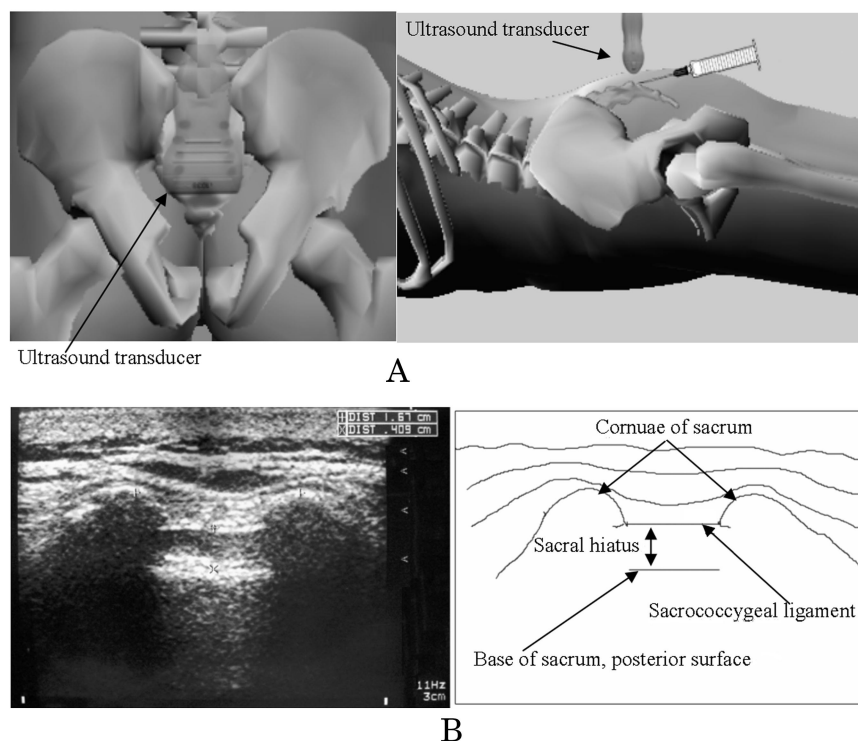 Ultrasound transducer
Ultrasound transducer
A
DIST 1.67 cm
DIST .409 cm
11Hz
3cm
Cornuae of sacrum
Sacral hiatus
Sacrococcygeal ligament
Base of sacrum, posterior surface
B